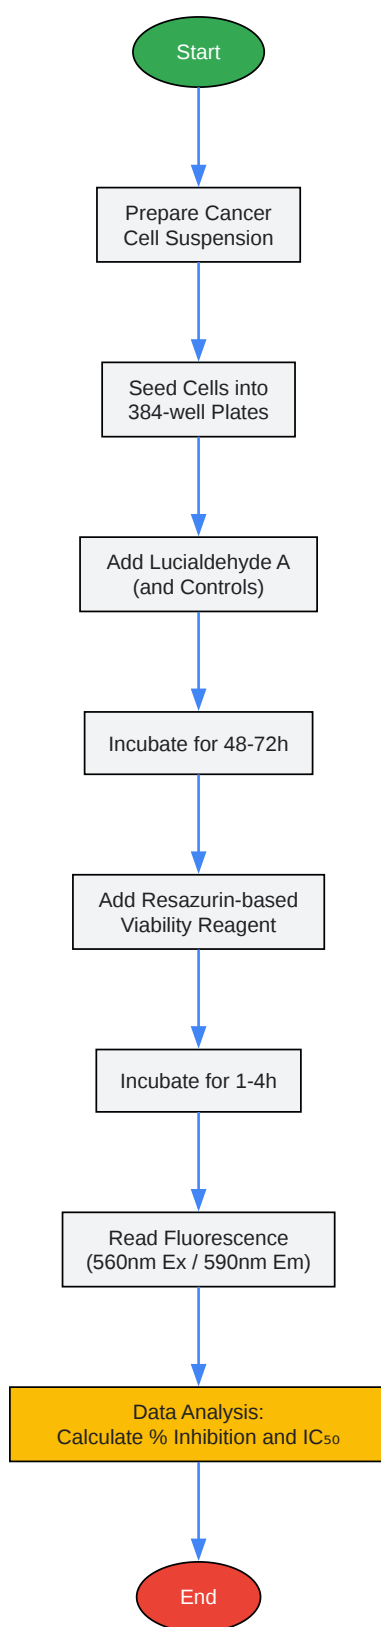 Start
Prepare Cancer
Cell Suspension
Seed Cells into
384-well Plates
Add Lucialdehyde A
(and Controls)
Incubate for 48-72h
Add Resazurin-based
Viability Reagent
Incubate for 1-4h
Read Fluorescence
(560nm Ex / 590nm Em)
Data Analysis:
Calculate % Inhibition and IC₅₀
End